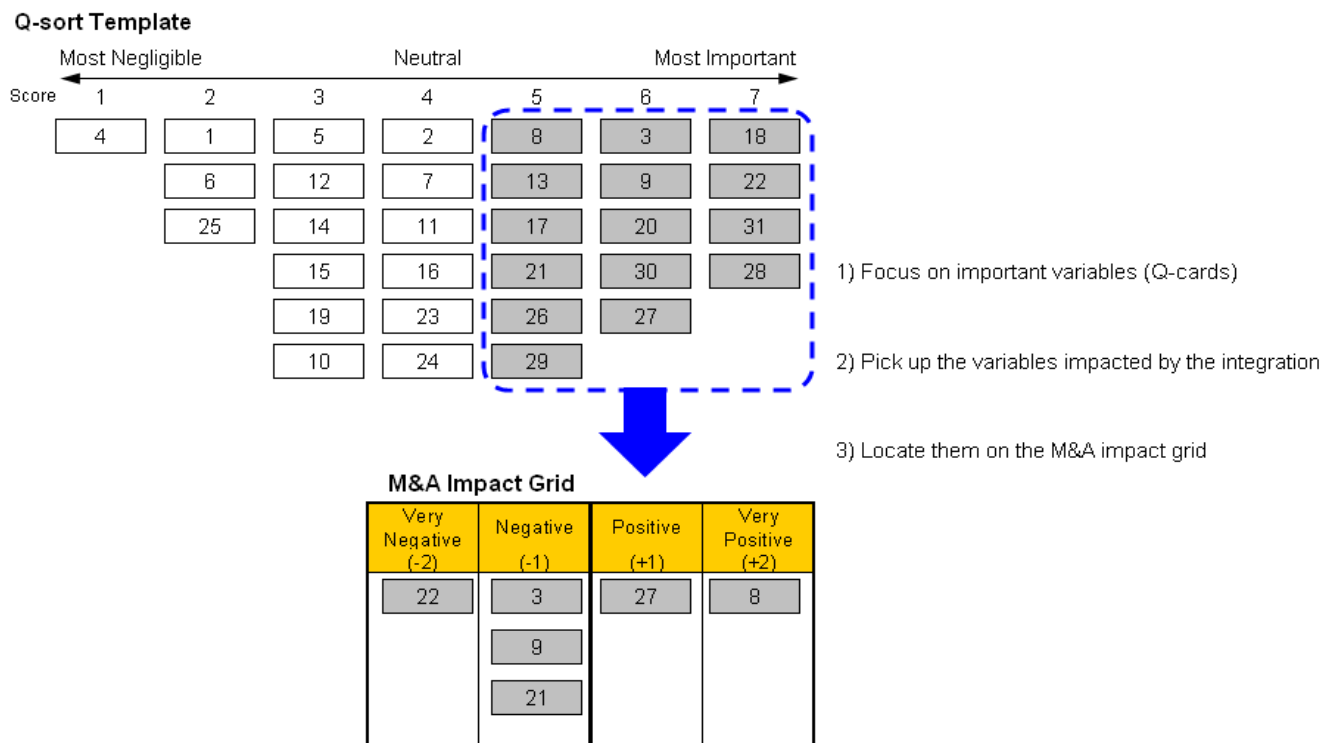 Q-sort Template
Most Negligible Neutral Most Important
Score 1 2 3 4 5 6 7
4 1 5 2 8 3 18
6 12 7 13 9 22
25 14 11 17 20 31
15 16 21 30 28
1) Focus on important variables (Q-cards)
19 23 26 27
10 24 29
2) Pick up the variables impacted by the integration
3) Locate them on the M&A impact grid
M&A Impact Grid
Very Negative (-2)
Negative (-1)
Positive (+1)
Very Positive (+2)
22 3 27 8
9
21